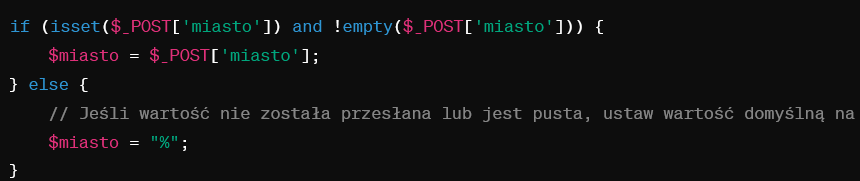 if (isset($_POST['miasto']) and !empty($_POST['miasto'])) {
    $miasto = $_POST['miasto'];
} else {
    // Jeśli wartość nie została przesłana lub jest pusta, ustaw wartość domyślną na
    $miasto = "%";
}